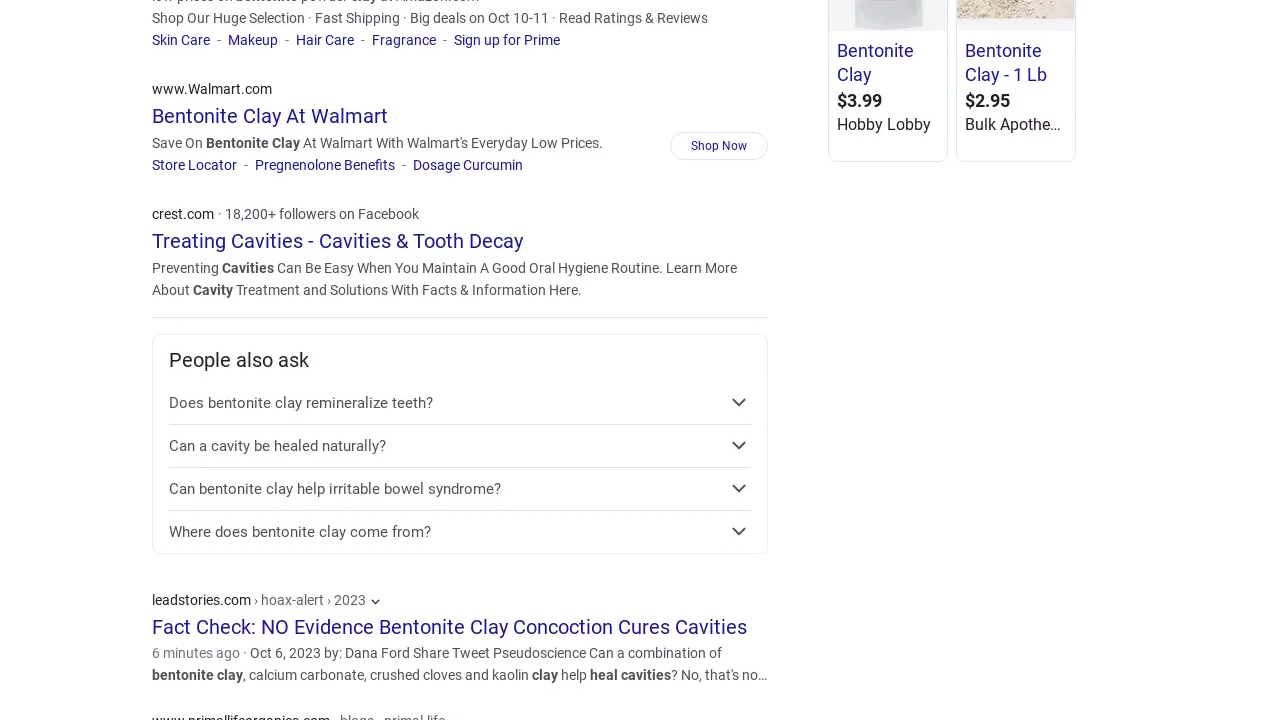 Shop Our Huge Selection · Fast Shipping · Big deals on Oct 10-11 · Read Ratings & Reviews
Skin Care - Makeup - Hair Care - Fragrance - Sign up for Prime
www.Walmart.com
Bentonite Clay At Walmart
Save On Bentonite Clay At Walmart With Walmart's Everyday Low Prices.
Shop Now
Store Locator - Pregnenolone Benefits - Dosage Curcumin
crest.com · 18,200+ followers on Facebook
Treating Cavities - Cavities & Tooth Decay
Preventing Cavities Can Be Easy When You Maintain A Good Oral Hygiene Routine. Learn More
About Cavity Treatment and Solutions With Facts & Information Here.
People also ask
Does bentonite clay remineralize teeth?
Can a cavity be healed naturally?
Can bentonite clay help irritable bowel syndrome?
Where does bentonite clay come from?
leadstories.com › hoax-alert › 2023
Fact Check: NO Evidence Bentonite Clay Concoction Cures Cavities
6 minutes ago · Oct 6, 2023 by: Dana Ford Share Tweet Pseudoscience Can a combination of
bentonite clay, calcium carbonate, crushed cloves and kaolin clay help heal cavities? No, that's no…
Bentonite
Clay
$3.99
Hobby Lobby
Bentonite
Clay - 1 Lb
$2.95
Bulk Apothe…